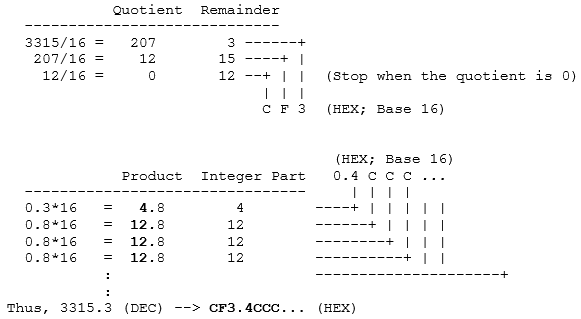 Quotient Remainder
-----------------------------
3315/16 = 207 3 ------+
207/16 = 12 15 ----+ |
12/16 = 0 12 --+ | | (Stop when the quotient is 0)
| | |
C F 3 (HEX; Base 16)
(HEX; Base 16)
Product Integer Part 0.4 C C C ...
-------------------------------- | | | |
0.3*16 = 4.8 4 ----+ | | | | |
0.8*16 = 12.8 12 ------+ | | | |
0.8*16 = 12.8 12 --------+ | | |
0.8*16 = 12.8 12 ----------+ | |
: ---------------------+
:
Thus, 3315.3 (DEC) --> CF3.4CCC... (HEX)